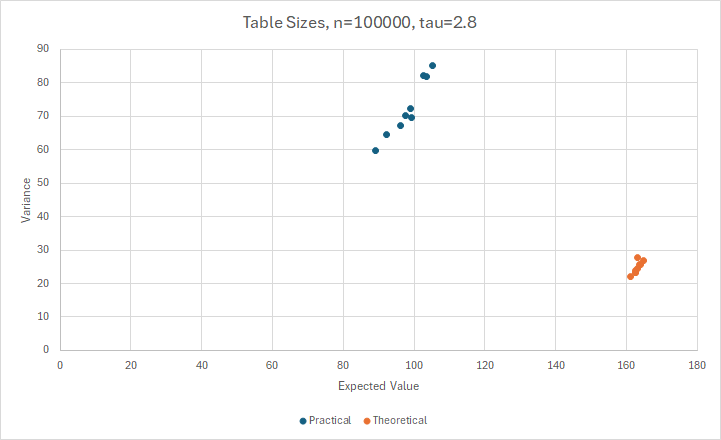 Table Sizes, n=100000, tau=2.8
90
80
70
60
50
40
30
20
10
0
Variance
0 20 40 60 80 100 120 140 160 180
Expected Value
Practical Theoretical